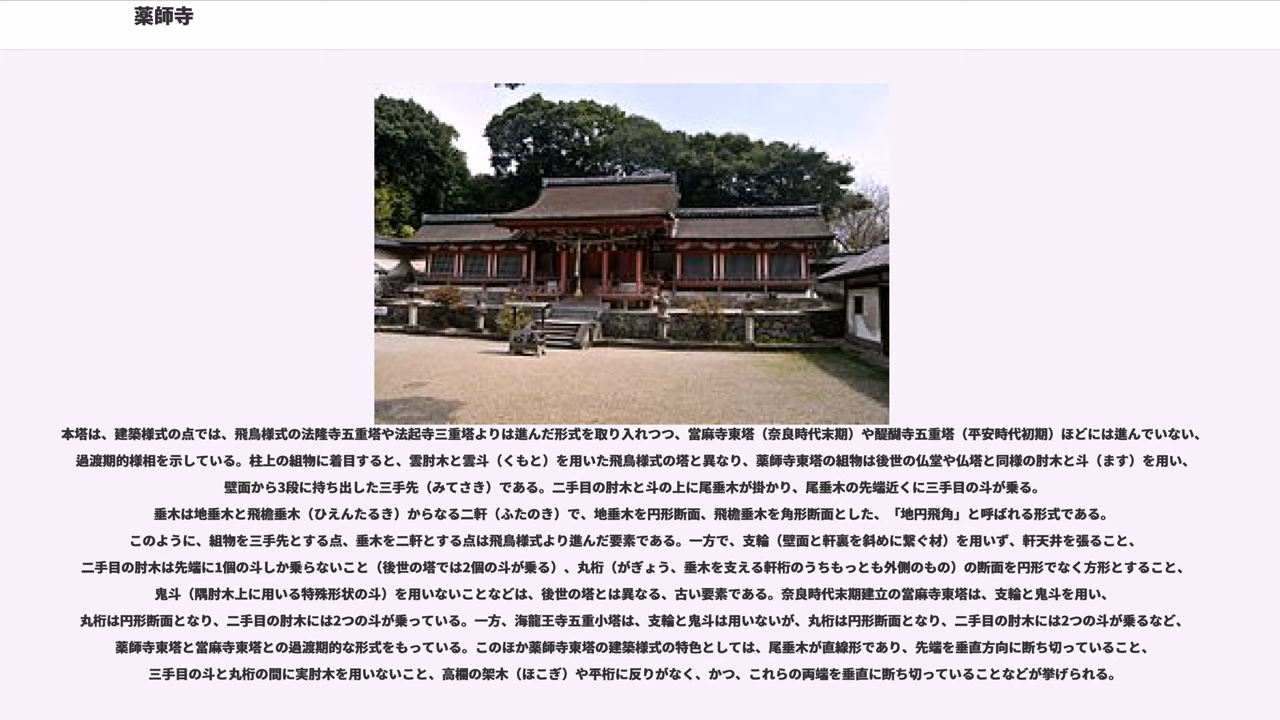 薬師寺
本塔は、建築様式の点では、飛鳥様式の法隆寺五重塔や法起寺三重塔よりは進んだ形式を取り入れつつ、當麻寺東塔（奈良時代末期）や醍醐寺五重塔（平安時代初期）ほどには進んでいない、
過渡期的様相を示している。柱上の組物に着目すると、雲肘木と雲斗（くもと）を用いた飛鳥様式の塔と異なり、薬師寺東塔の組物は後世の仏堂や仏塔と同様の肘木と斗（ます）を用い、
壁面から3段に持ち出した三手先（みてさき）である。二手目の肘木と斗の上に尾垂木が掛かり、尾垂木の先端近くに三手目の斗が乗る。
垂木は地垂木と飛檐垂木（ひえんたるき）からなる二軒（ふたのき）で、地垂木を円形断面、飛檐垂木を角形断面とした、「地円飛角」と呼ばれる形式である。
このように、組物を三手先とする点、垂木を二軒とする点は飛鳥様式より進んだ要素である。一方で、支輪（壁面と軒裏を斜めに繋ぐ材）を用いず、軒天井を張ること、
二手目の肘木は先端に1個の斗しか乗らないこと（後世の塔では2個の斗が乗る）、丸桁（がぎょう、垂木を支える軒桁のうちもっとも外側のもの）の断面を円形でなく方形とすること、
鬼斗（隅肘木上に用いる特殊形状の斗）を用いないことなどは、後世の塔とは異なる、古い要素である。奈良時代末期建立の當麻寺東塔は、支輪と鬼斗を用い、
丸桁は円形断面となり、二手目の肘木には2つの斗が乗っている。一方、海龍王寺五重小塔は、支輪と鬼斗は用いないが、丸桁は円形断面となり、二手目の肘木には2つの斗が乗るなど、
薬師寺東塔と當麻寺東塔との過渡期的な形式をもっている。このほか薬師寺東塔の建築様式の特色としては、尾垂木が直線形であり、先端を垂直方向に断ち切っていること、
三手目の斗と丸桁の間に実肘木を用いないこと、高欄の架木（ほこぎ）や平桁に反りがなく、かつ、これらの両端を垂直に断ち切っていることなどが挙げられる。